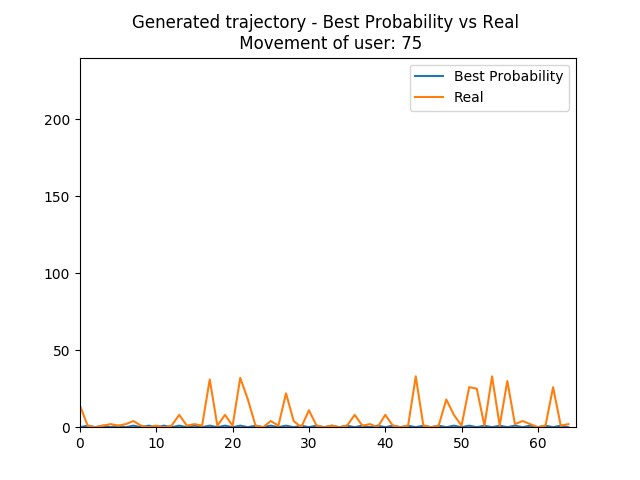 Generated trajectory - Best Probability vs Real
Movement of user: 75
Best Probability
Real
200
150
100
50
0
0 10 20 30 40 50 60